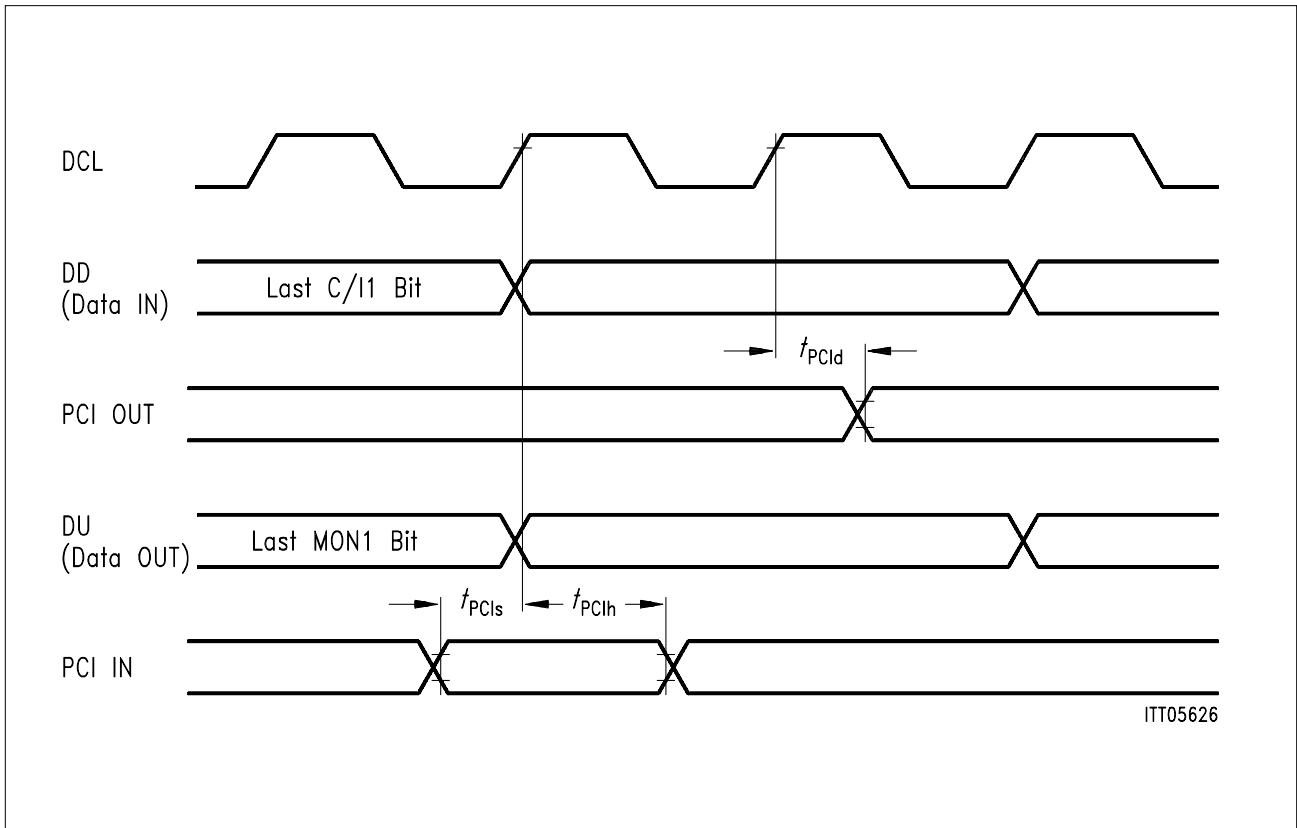 DCL
DD
(Data IN)
Last C/I1 Bit
tPCId
PCI OUT
DU
(Data OUT)
Last MON1 Bit
tPCIs
tPCIh
PCI IN
ITT05626